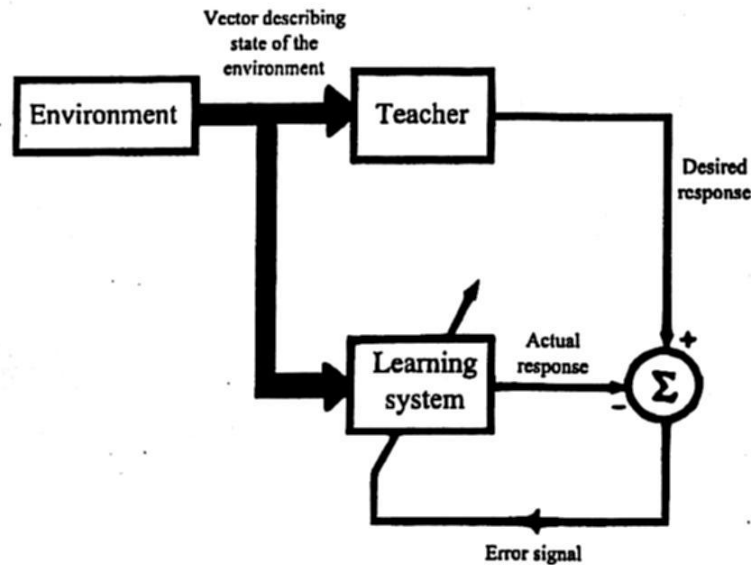 Vector describing
state of the
environment
Environment
Teacher
Desired
response
+
Learning
system
Actual
response
-
Σ
Error signal